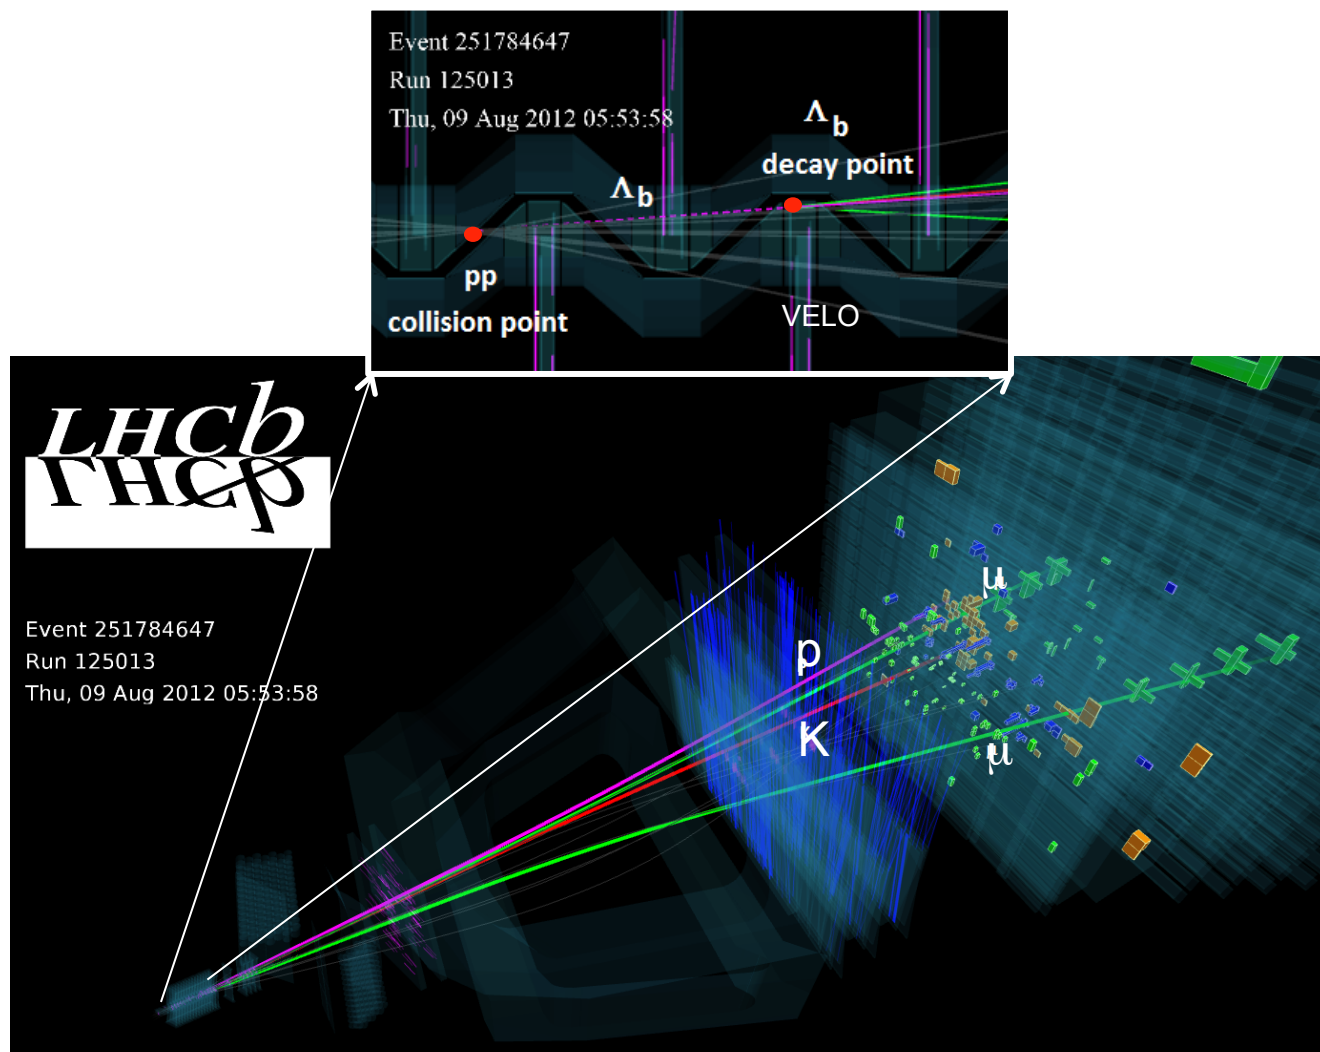 Event 251784647
Run 125013
Thu, 09 Aug 2012 05:53:58
Λb
decay point
Λb
pp
collision point
VELO
LHCb
LHCb
Event 251784647
Run 125013
Thu, 09 Aug 2012 05:53:58
μ
p
K
μ